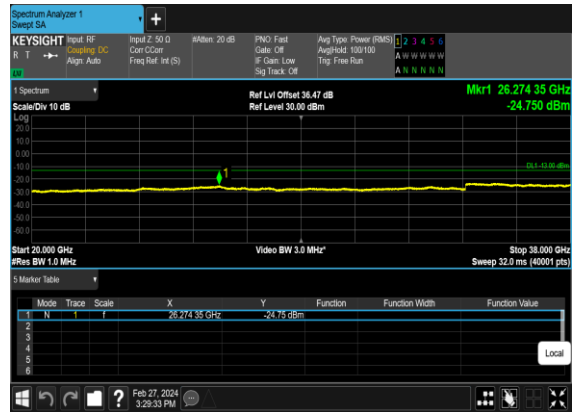 Spectrum Analyzer 1
Swept SA
+
KEYSIGHT Input: RF Input Z: 50 Ω #Atten: 20 dB PNO: Fast Avg Type: Power (RMS) 1 2 3 4 5 6
R T Coupling: DC Corr CCorr Gate: Off Avg|Hold: 100/100 A W W W W W
Align: Auto Freq Ref: Int (S) IF Gain: Low Trig: Free Run
LW Sig Track: Off A N N N N N
1 Spectrum Ref Lvl Offset 36.47 dB Mkr1 26.274 35 GHz
Scale/Div 10 dB Ref Level 30.00 dBm -24.750 dBm
Log
20.0
10.0
0.00
-10.0 DL1 -13.00 dBm
1
-20.0
-30.0
-40.0
-50.0
-60.0
Start 20.000 GHz Video BW 3.0 MHz* Stop 38.000 GHz
#Res BW 1.0 MHz Sweep 32.0 ms (40001 pts)
5 Marker Table
Mode Trace Scale X Y Function Function Width Function Value
1 N 1 f 26.274 35 GHz -24.75 dBm
2
3
4
5
6
Local
? Feb 27, 2024
3:29:33 PM